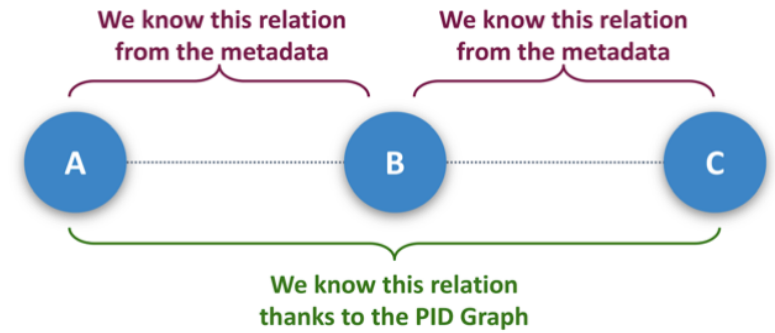 We know this relation
from the metadata
We know this relation
from the metadata
A
B
C
We know this relation
thanks to the PID Graph